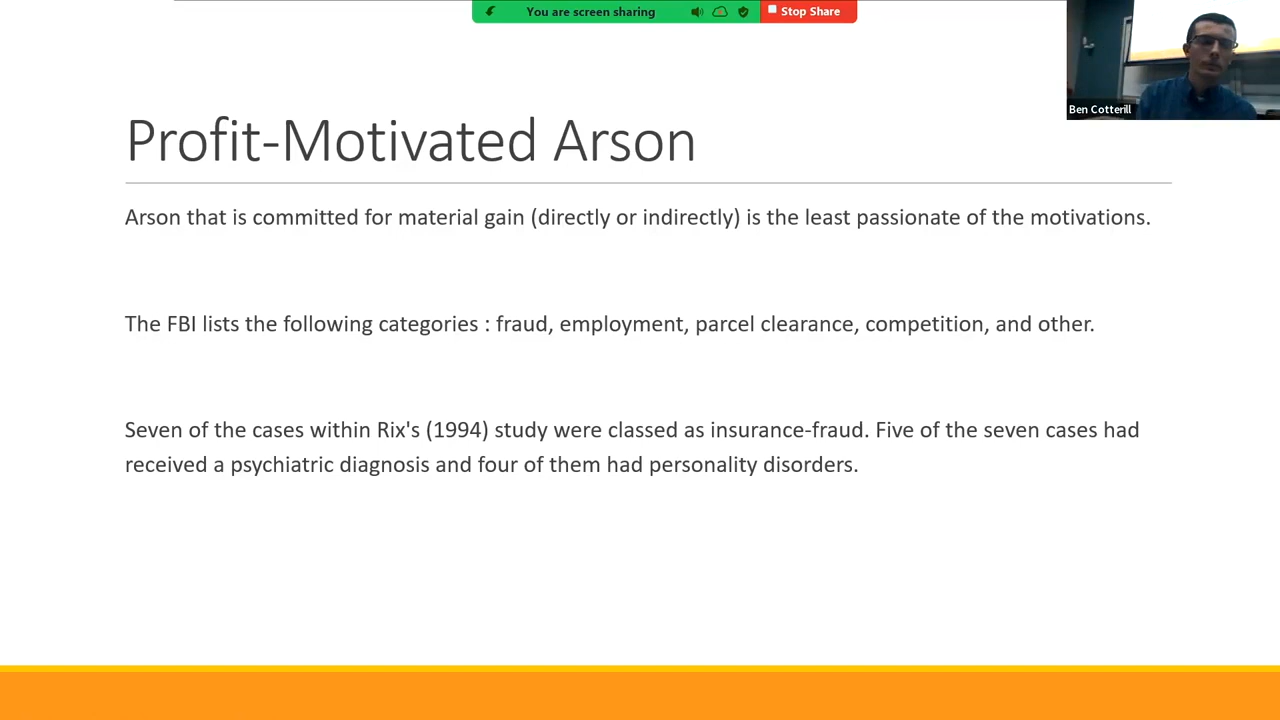 You are screen sharing
Stop Share
Ben Cotterill
Profit-Motivated Arson
Arson that is committed for material gain (directly or indirectly) is the least passionate of the motivations.
The FBI lists the following categories : fraud, employment, parcel clearance, competition, and other.
Seven of the cases within Rix's (1994) study were classed as insurance-fraud. Five of the seven cases had
received a psychiatric diagnosis and four of them had personality disorders.